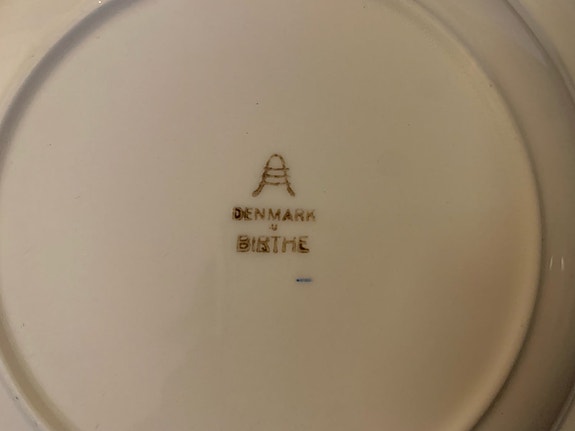 DENMARK
U
BIRTHE